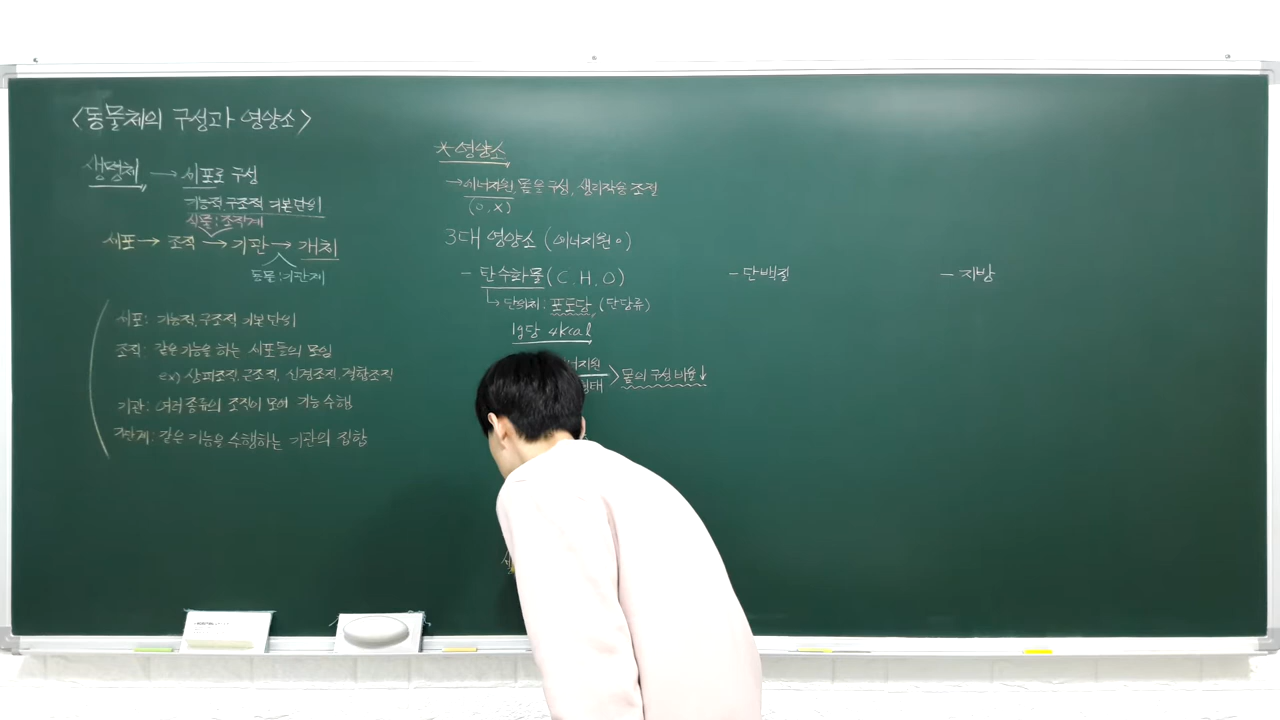 <동물체의 구성과 영양소>
생명체 → 세포로 구성
기능적 구조적 기본단위
식물:조직계
세포 → 조직 → 기관 → 개체
동물:기관계
세포: 기능적, 구조적 기본단위
조직: 같은 기능을 하는 세포들의 모임
ex) 상피조직, 근조직, 신경조직, 결합조직
기관: 여러 종류의 조직이 모여 기능 수행
기관계: 같은 기능을 수행하는 기관의 집합
*영양소
→에너지원, 몸을 구성, 생리작용 조절
(o, x)
3대 영양소 (에너지원 o)
- 탄수화물 (C, H, O)
↳ 단위체: 포도당, (단당류)
1g당 4kcal
너지원
형태 > 몸의 구성 비율↓
- 단백질
- 지방